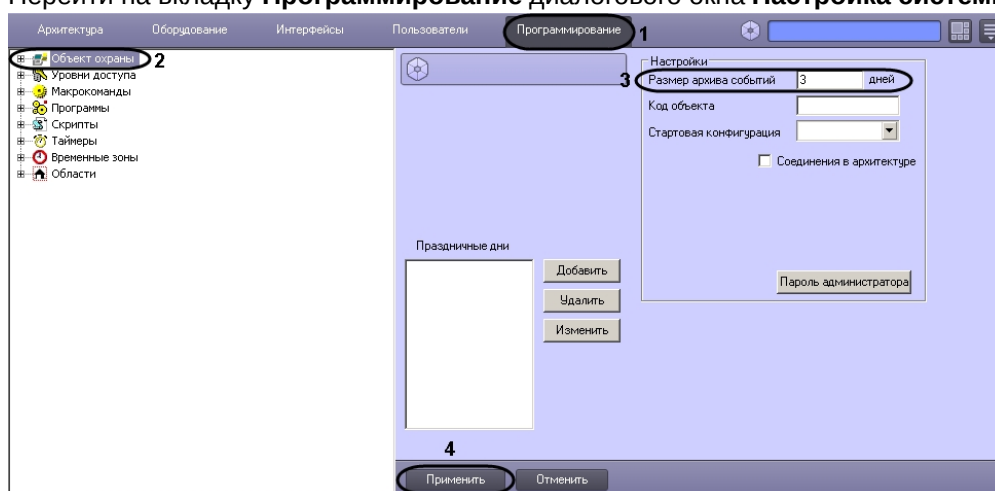 Перейти на вкладку Программирование диалогового окна Настройка систем
Архитектура Оборудование Интерфейсы Пользователи Программирование 1
Объект охраны 2
Уровни доступа
Макрокоманды
Программы
Скрипты
Таймеры
Временные зоны
Области
Настройки
3 Размер архива событий 3 дней
Код объекта
Стартовая конфигурация
Соединения в архитектуре
Пароль администратора
Праздничные дни
Добавить
Удалить
Изменить
4
Применить Отменить